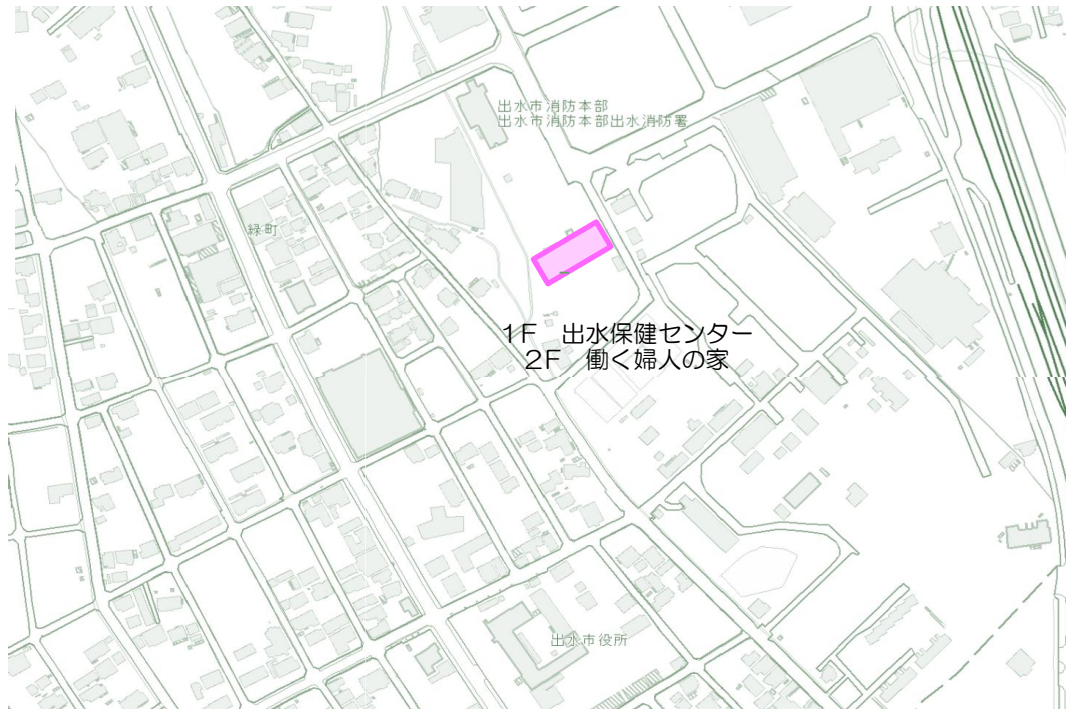 出水市消防本部
出水市消防本部出水消防署
緑町
1F 出水保健センター
2F 働く婦人の家
出水市役所